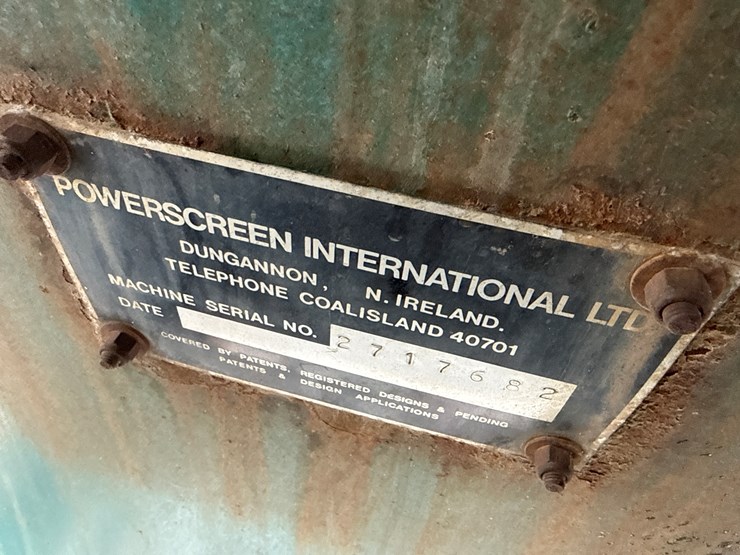 POWERSCREEN INTERNATIONAL LTD
DUNGANNON, N. IRELAND.
TELEPHONE COALISLAND 40701
MACHINE SERIAL NO. 2717682
DATE
COVERED BY PATENTS, REGISTERED DESIGNS & PENDING
PATENTS & DESIGN APPLICATIONS